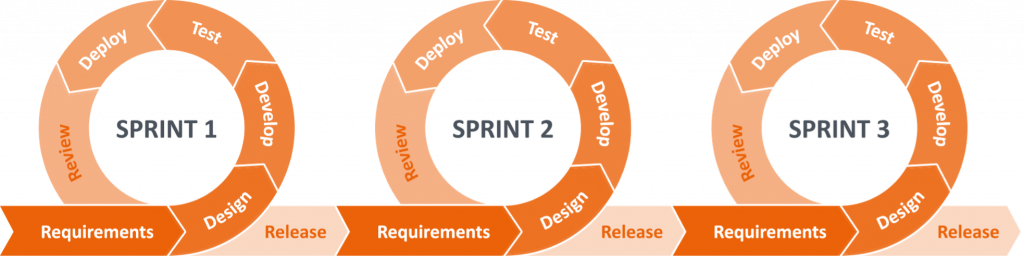 SPRINT 1
Requirements
Design
Develop
Test
Deploy
Review
Release
SPRINT 2
Requirements
Design
Develop
Test
Deploy
Review
Release
SPRINT 3
Requirements
Design
Develop
Test
Deploy
Review
Release